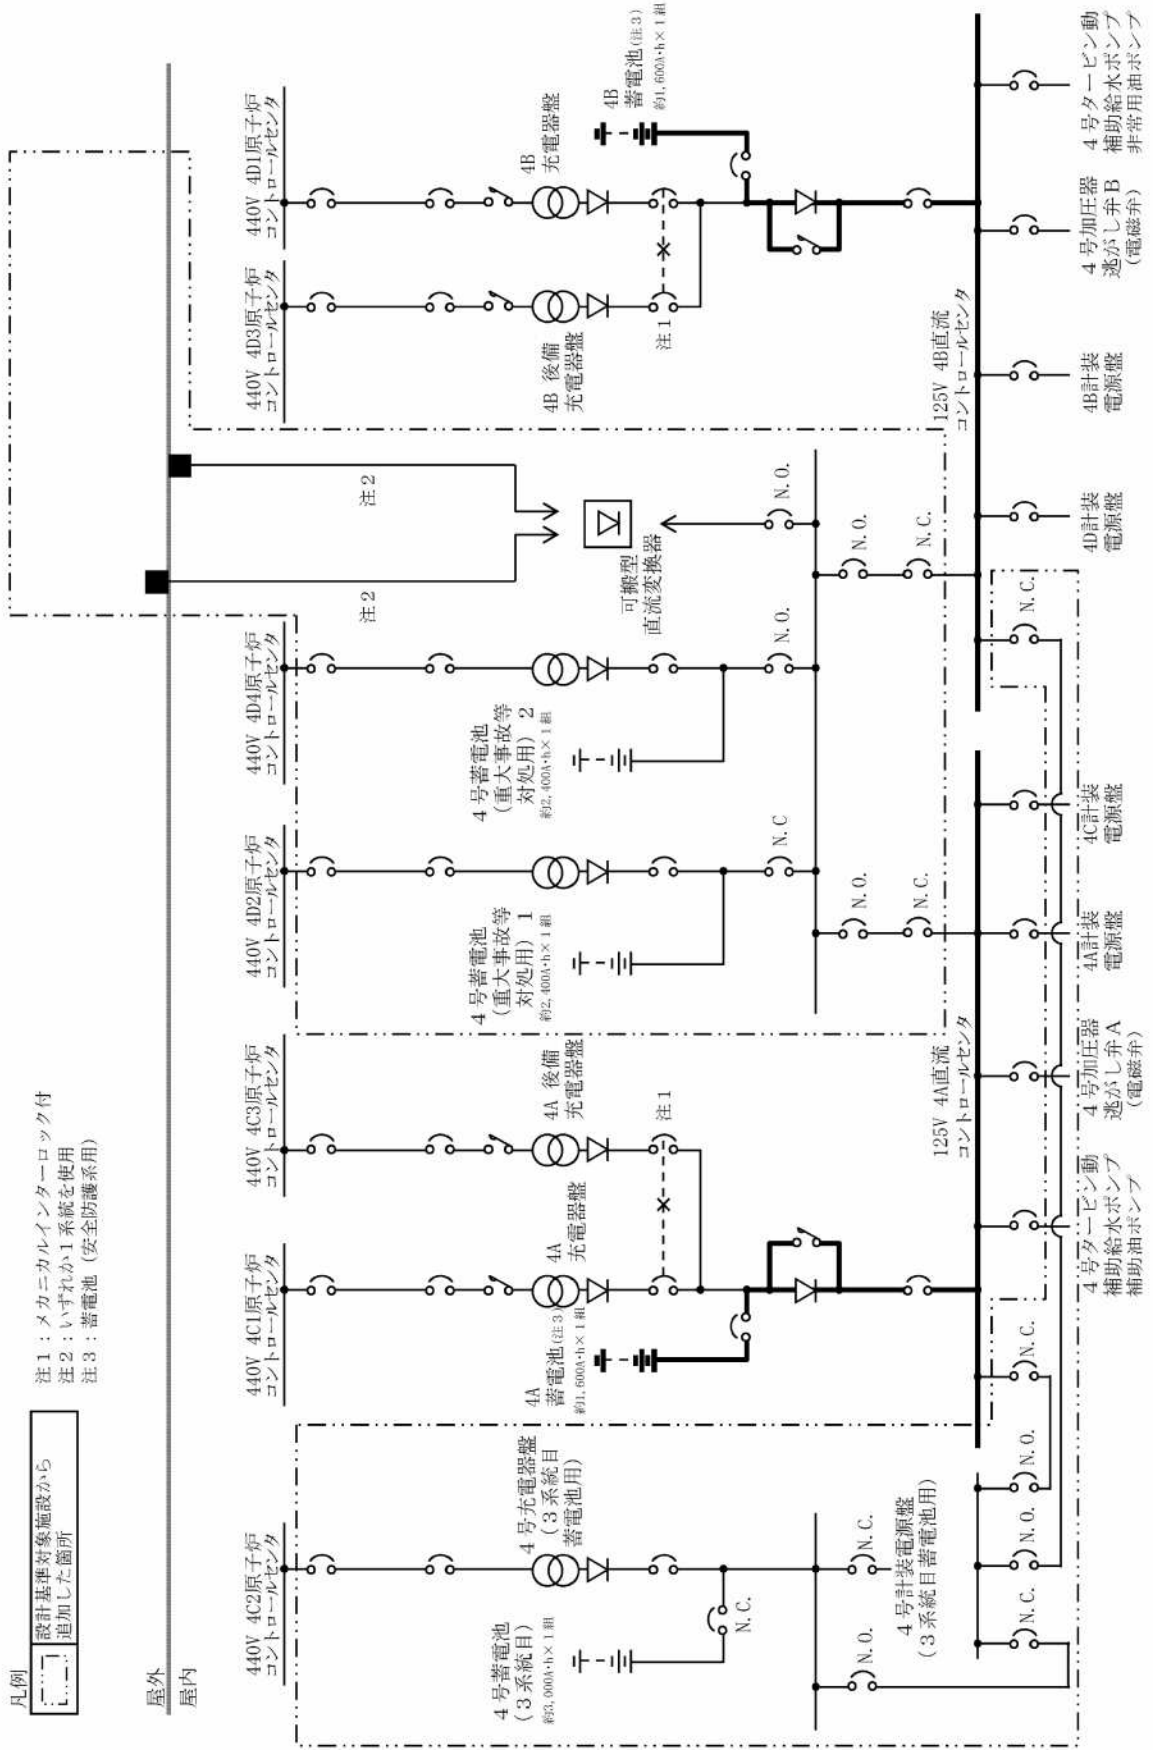 凡例
設計基準対象施設から
追加した箇所
注1：メカニカルインターロック付
注2：いずれか1系統を使用
注3：蓄電池（安全防護系用）
屋外
屋内
440V 4C2原子炉
コントロールセンタ
440V 4C1原子炉
コントロールセンタ
440V 4C3原子炉
コントロールセンタ
440V 4D2原子炉
コントロールセンタ
440V 4D4原子炉
コントロールセンタ
440V 4D3原子炉
コントロールセンタ
440V 4D1原子炉
コントロールセンタ
注2
注2
4号蓄電池
(3系統目)
約3,000A・h×1組
4号充電器盤
(3系統目
蓄電池用)
4A
蓄電池(注3)
約1,600A・h×1組
4A
充電器盤
4A 後備
充電器盤
4号蓄電池
(重大事故等
対処用) 1
約2,400A・h×1組
4号蓄電池
(重大事故等
対処用) 2
約2,400A・h×1組
可搬型
直流変換器
4B 後備
充電器盤
4B
充電器盤
4B
蓄電池(注3)
約1,600A・h×1組
注1
注1
N.C.
N.C
N.O.
N.O.
N.O.
N.C.
N.O.
N.O.
N.C.
N.C.
4号計装電源盤
(3系統目蓄電池用)
125V 4A直流
コントロールセンタ
125V 4B直流
コントロールセンタ
N.C.
N.O.
N.O.
N.C.
N.C.
4号タービン動
補助給水ポンプ
補助油ポンプ
4号加圧器
逃がし弁A
(電磁弁)
4A計装
電源盤
4C計装
電源盤
4D計装
電源盤
4B計装
電源盤
4号加圧器
逃がし弁B
(電磁弁)
4号タービン動
補助給水ポンプ
非常用油ポンプ